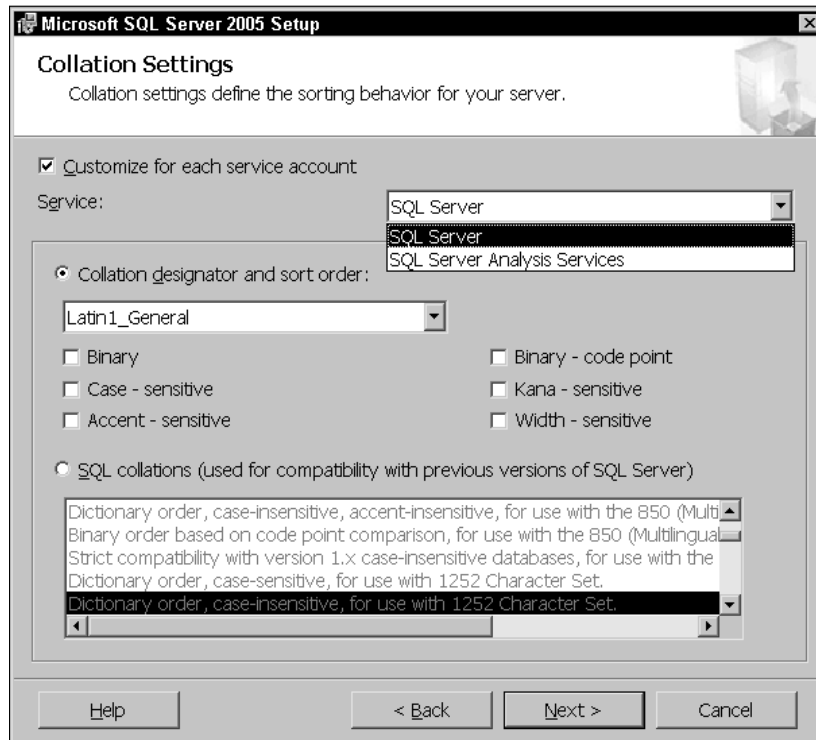 Microsoft SQL Server 2005 Setup
Collation Settings
Collation settings define the sorting behavior for your server.
Customize for each service account
Service:
SQL Server
SQL Server
SQL Server Analysis Services
Collation designator and sort order:
Latin1_General
Binary
Binary - code point
Case - sensitive
Kana - sensitive
Accent - sensitive
Width - sensitive
SQL collations (used for compatibility with previous versions of SQL Server)
Dictionary order, case-insensitive, accent-insensitive, for use with the 850 (Multi
Binary order based on code point comparison, for use with the 850 (Multilingual
Strict compatibility with version 1.x case-insensitive databases, for use with the
Dictionary order, case-sensitive, for use with 1252 Character Set.
Dictionary order, case-insensitive, for use with 1252 Character Set.
Help
< Back
Next >
Cancel